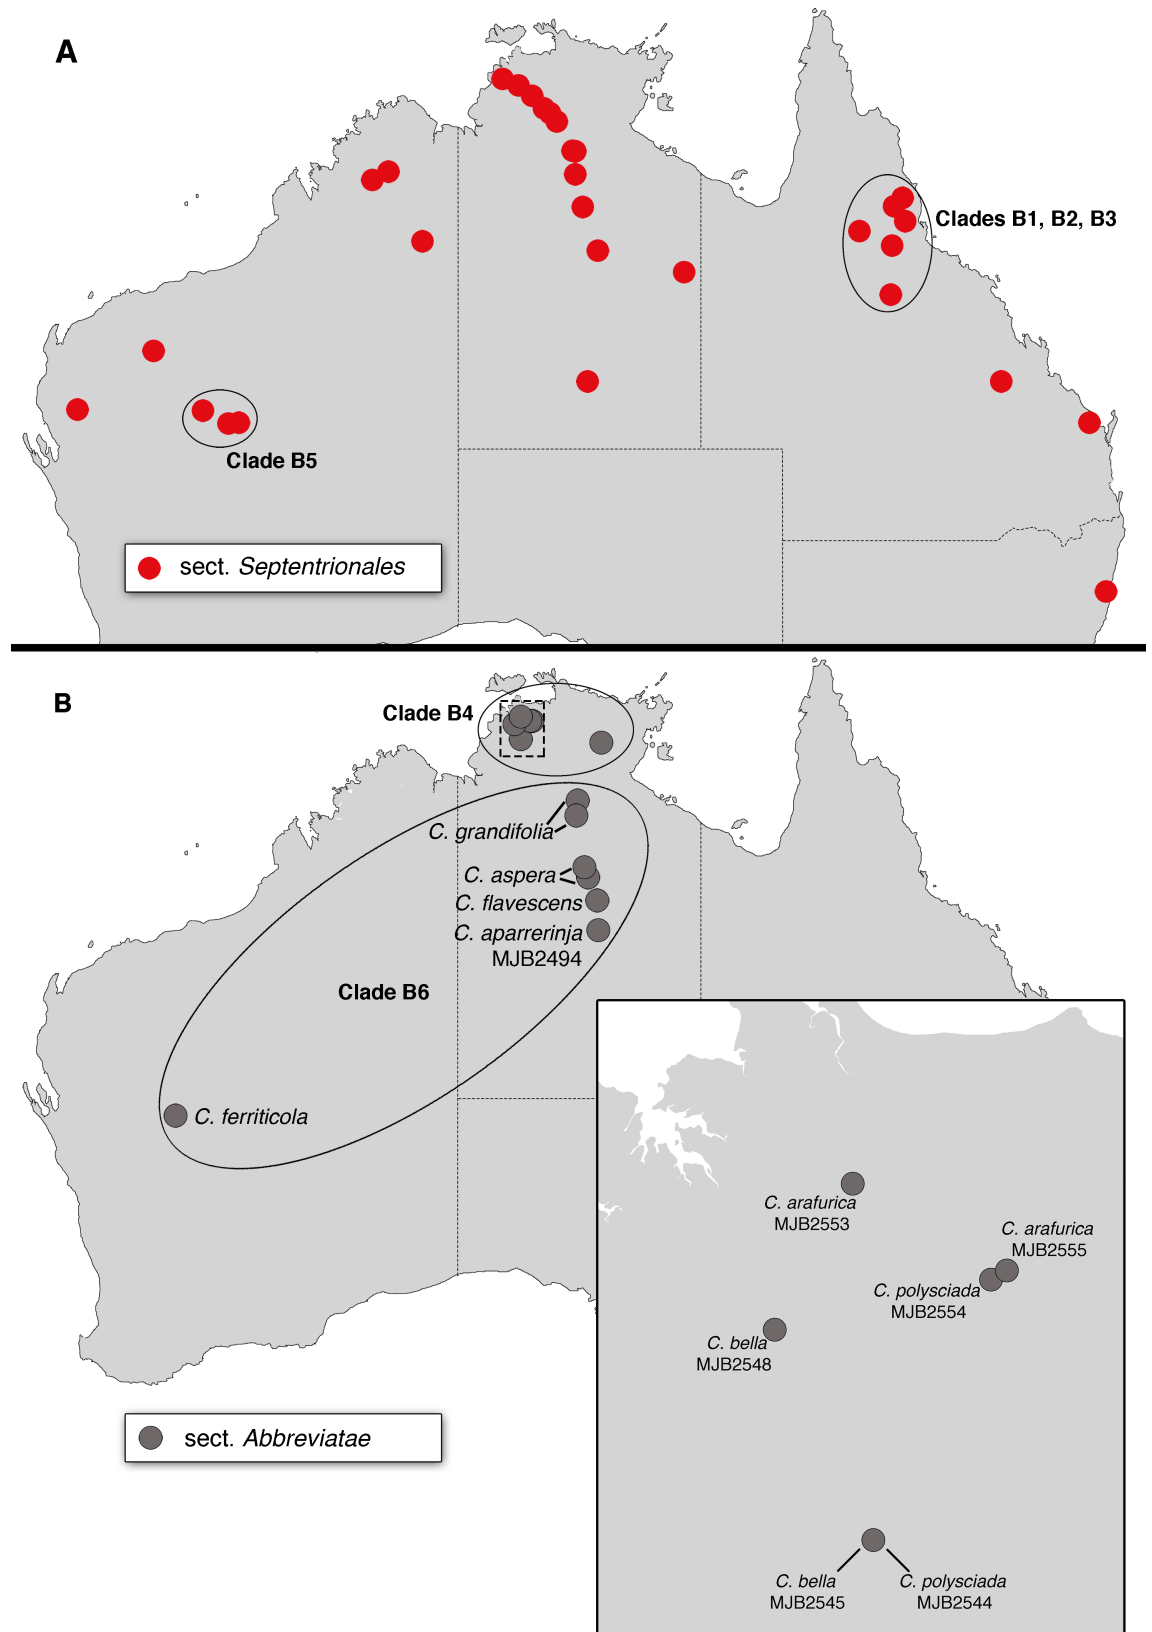 A
Clades B1, B2, B3
Clade B5
sect. Septentrionales
B
Clade B4
C. grandifolia
C. aspera
C. flavescens
C. aparrerinja
MJB2494
Clade B6
C. ferriticola
C. arafurica
MJB2553
C. arafurica
MJB2555
C. polysciada
MJB2554
C. bella
MJB2548
sect. Abbreviatae
C. bella
MJB2545
C. polysciada
MJB2544